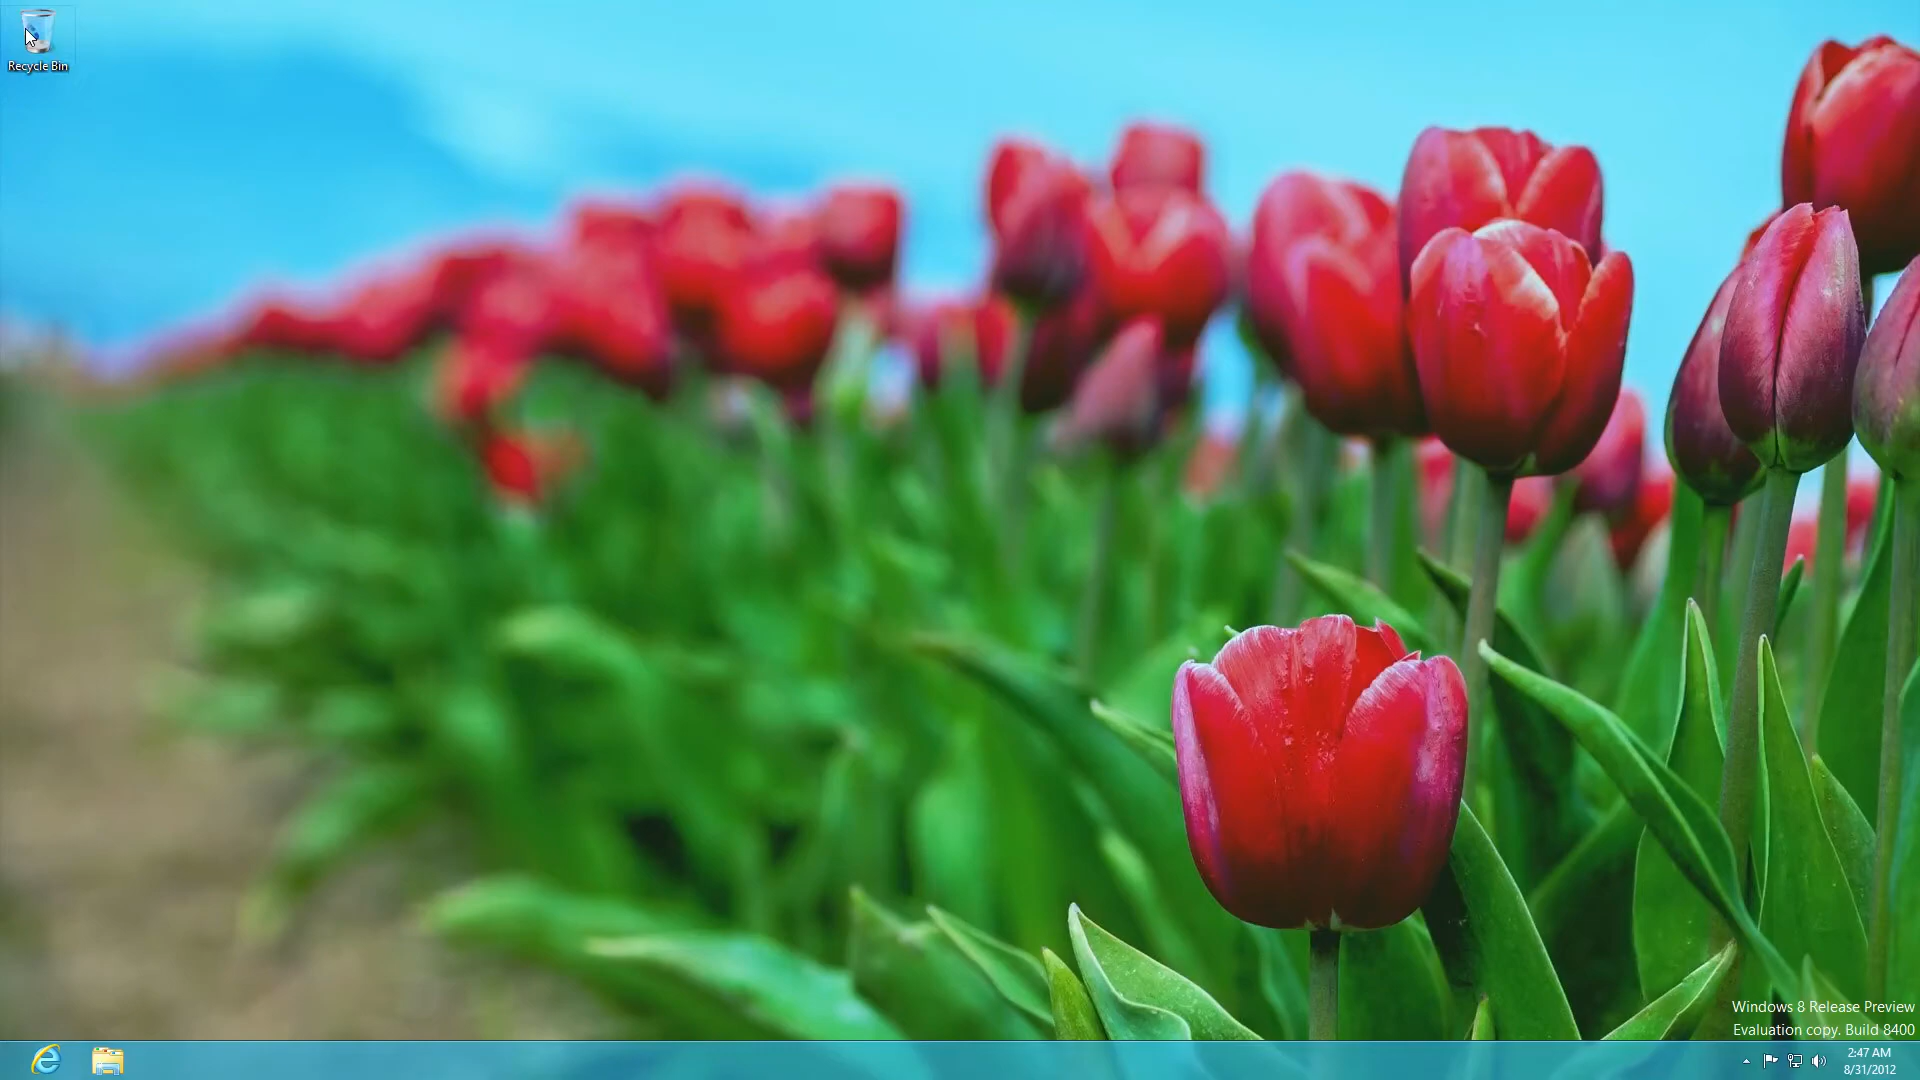 Recycle Bin
Windows 8 Release Preview
Evaluation copy. Build 8400
2:47 AM
8/31/2012